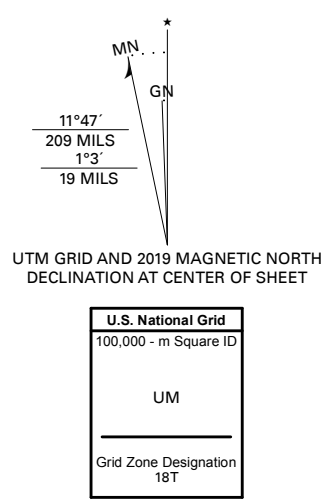 MN
GN
11°47´
209 MILS
1°3´
19 MILS
UTM GRID AND 2019 MAGNETIC NORTH
DECLINATION AT CENTER OF SHEET
U.S. National Grid
100,000 - m Square ID
UM
Grid Zone Designation
18T